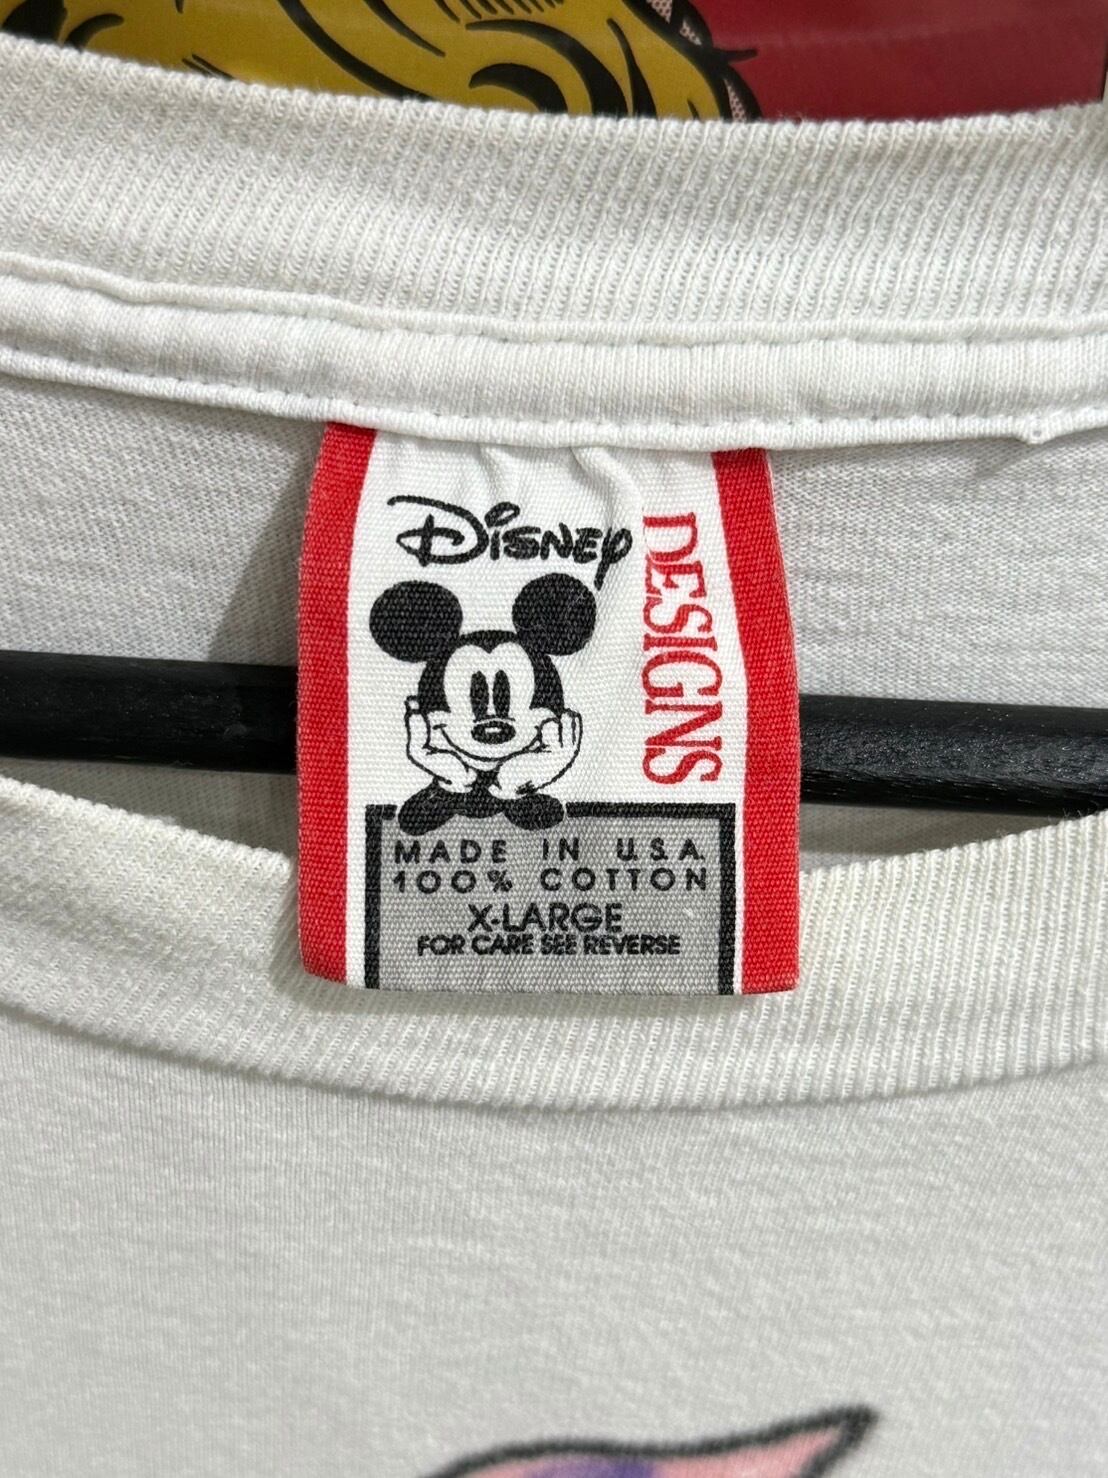 Disney
DESIGNS
MADE IN U.S.A.
100% COTTON
X-LARGE
FOR CARE SEE REVERSE